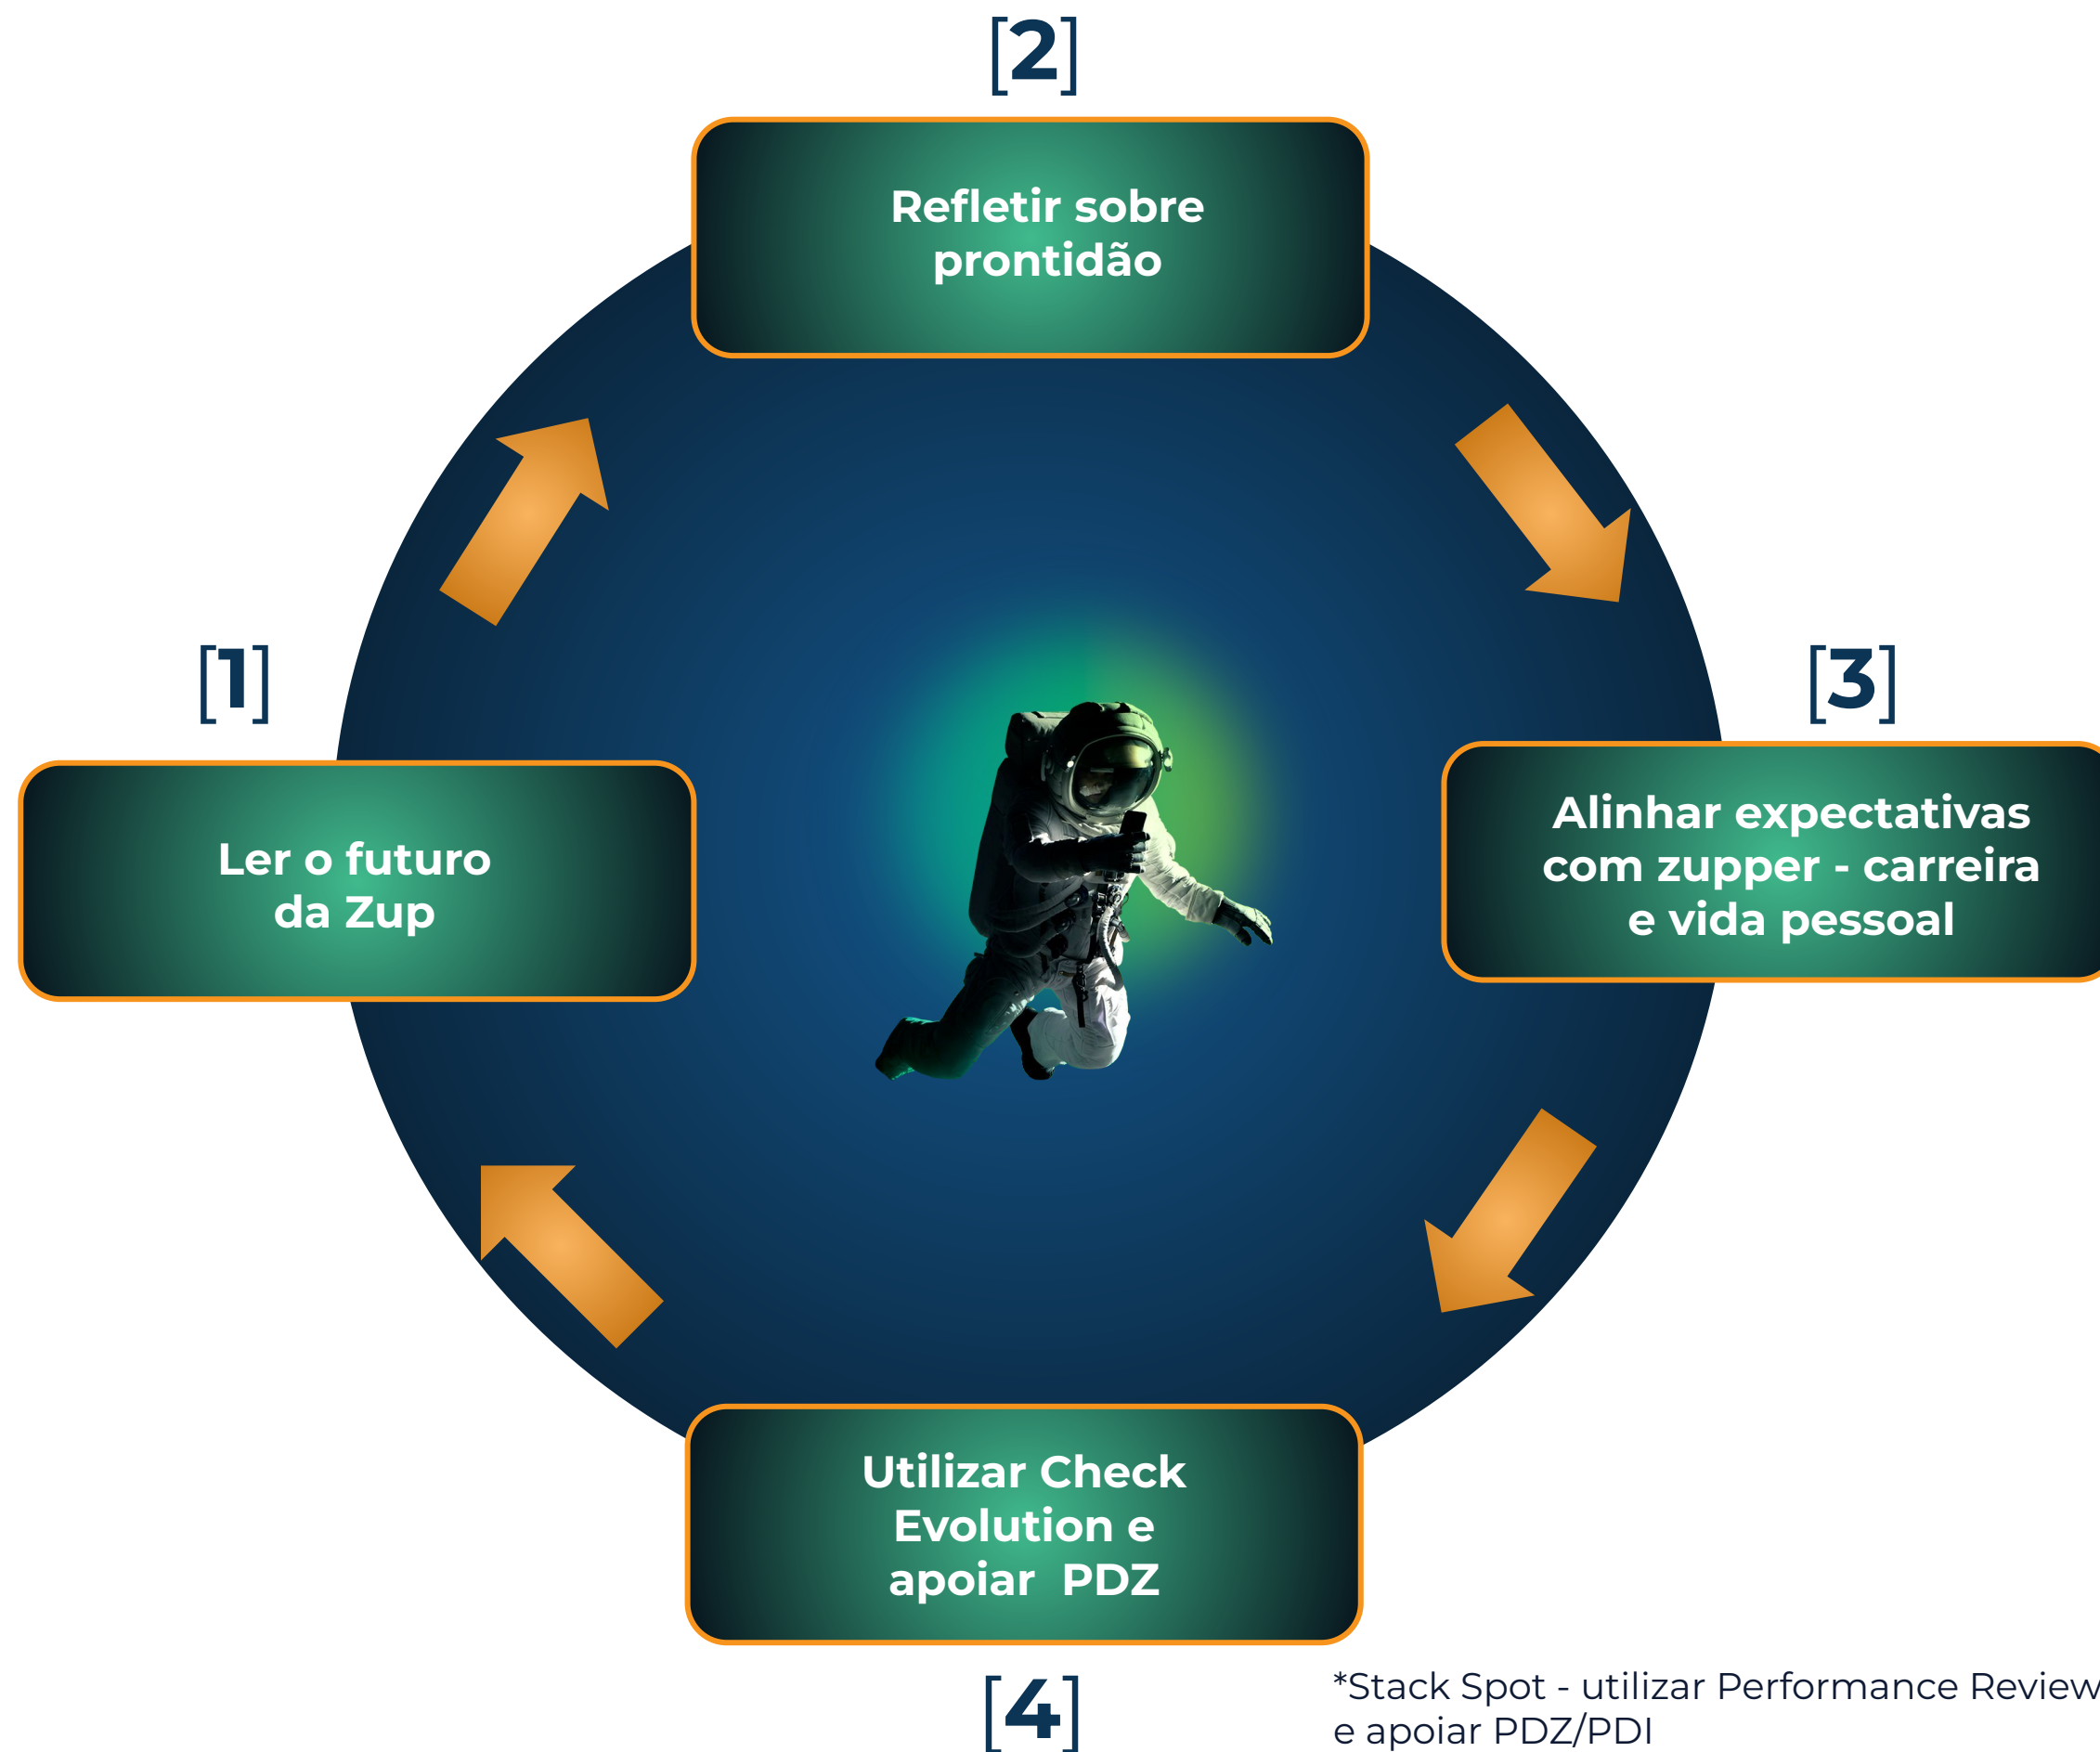 [2]
Refletir sobre
prontidão
[1]
Ler o futuro
da Zup
[3]
Alinhar expectativas
com zupper - carreira
e vida pessoal
Utilizar Check
Evolution e
apoiar  PDZ
[4]
*Stack Spot - utilizar Performance Review
e apoiar PDZ/PDI